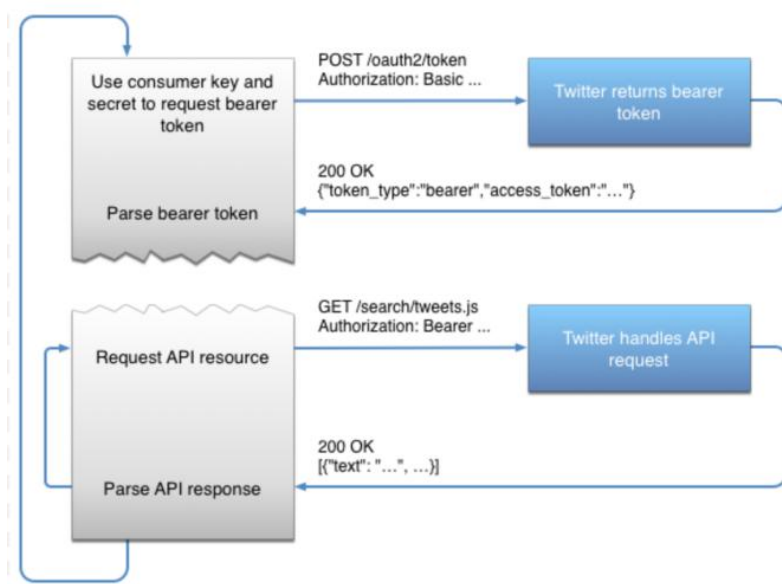 Use consumer key and
secret to request bearer
token
POST /oauth2/token
Authorization: Basic ...
Twitter returns bearer
token
200 OK
{"token_type":"bearer","access_token":"..."}
Parse bearer token
GET /search/tweets.js
Authorization: Bearer ...
Request API resource
Twitter handles API
request
200 OK
[{"text": "...", ...}]
Parse API response